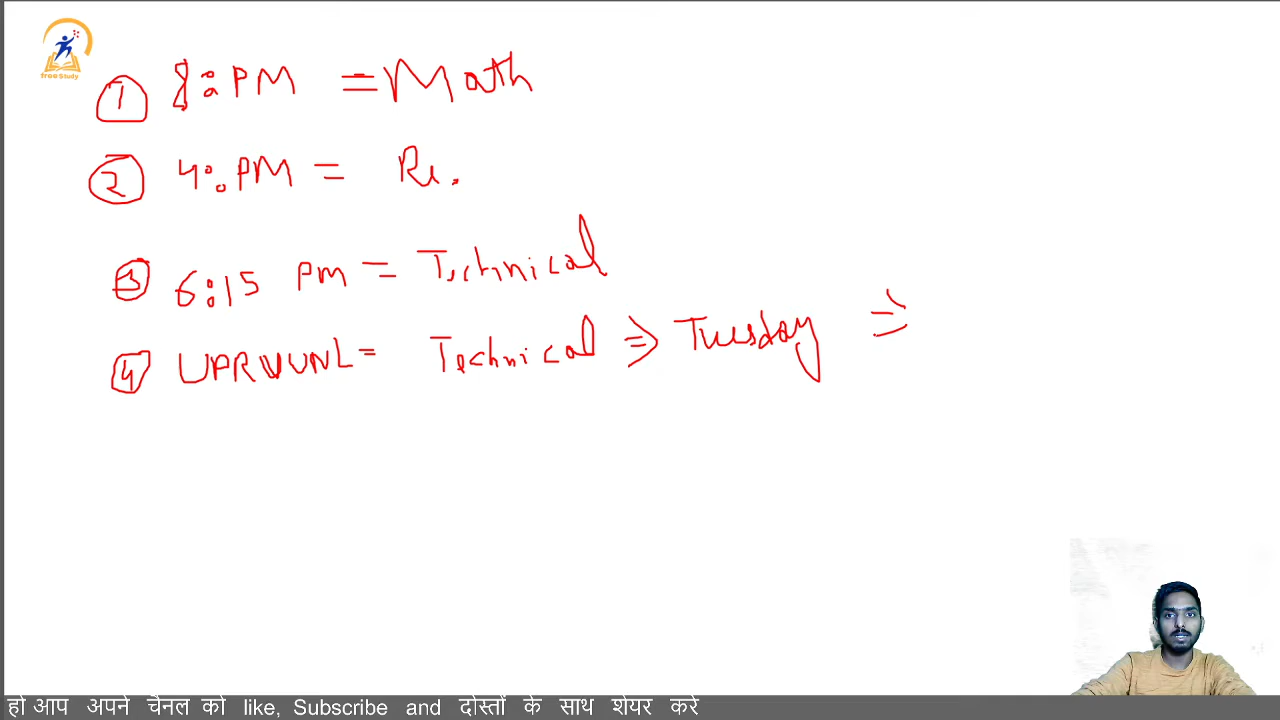 free Study
① 8:PM = Math
② 4:PM = Re.
③ 6:15 PM = Technical
④ UPRVUNL = Technical ⇒ Tuesday ⇒
हो आप अपने चैनल को like, Subscribe and दोस्तों के साथ शेयर करें